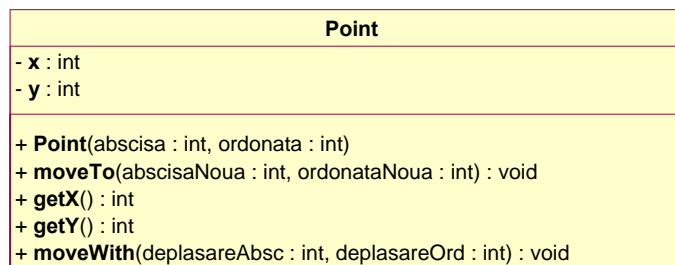 Point
- x : int
- y : int
+ Point(abscisa : int, ordonata : int)
+ moveTo(abscisaNoua : int, ordonataNoua : int) : void
+ getX() : int
+ getY() : int
+ moveWith(deplasareAbsc : int, deplasareOrd : int) : void